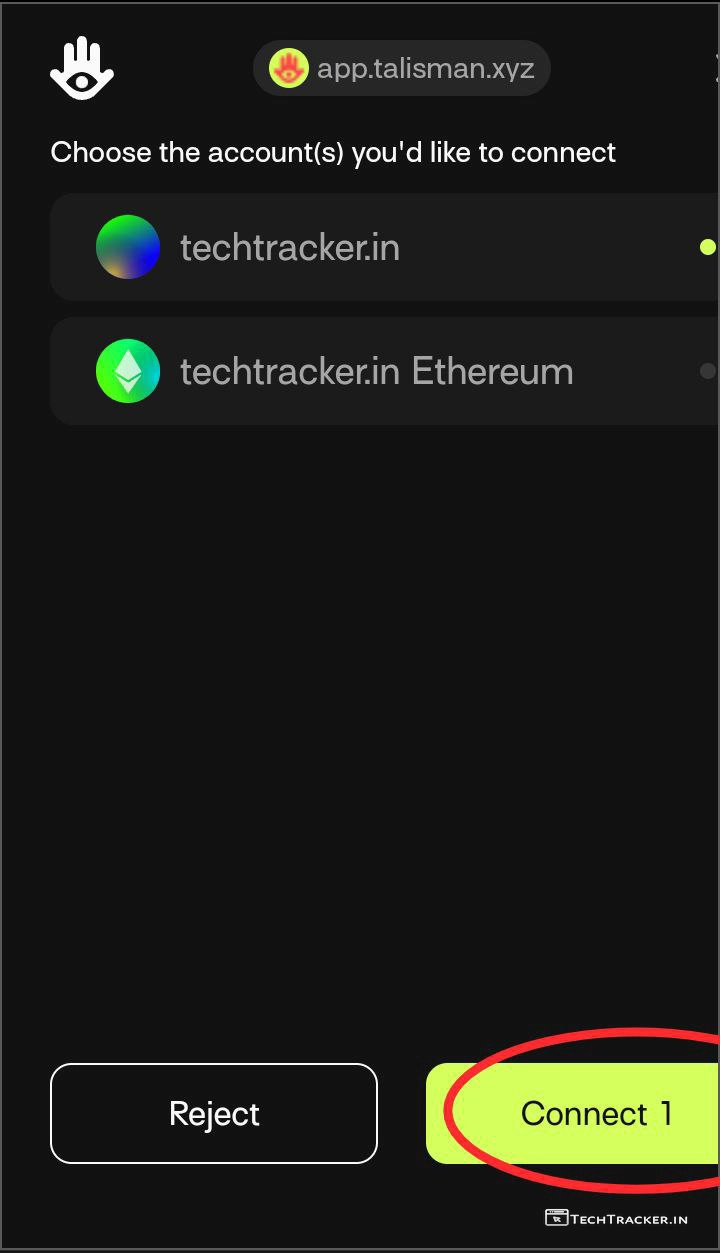 app.talisman.xyz
Choose the account(s) you'd like to connect
techtracker.in
techtracker.in Ethereum
Reject
Connect 1
TECHTRACKER.IN